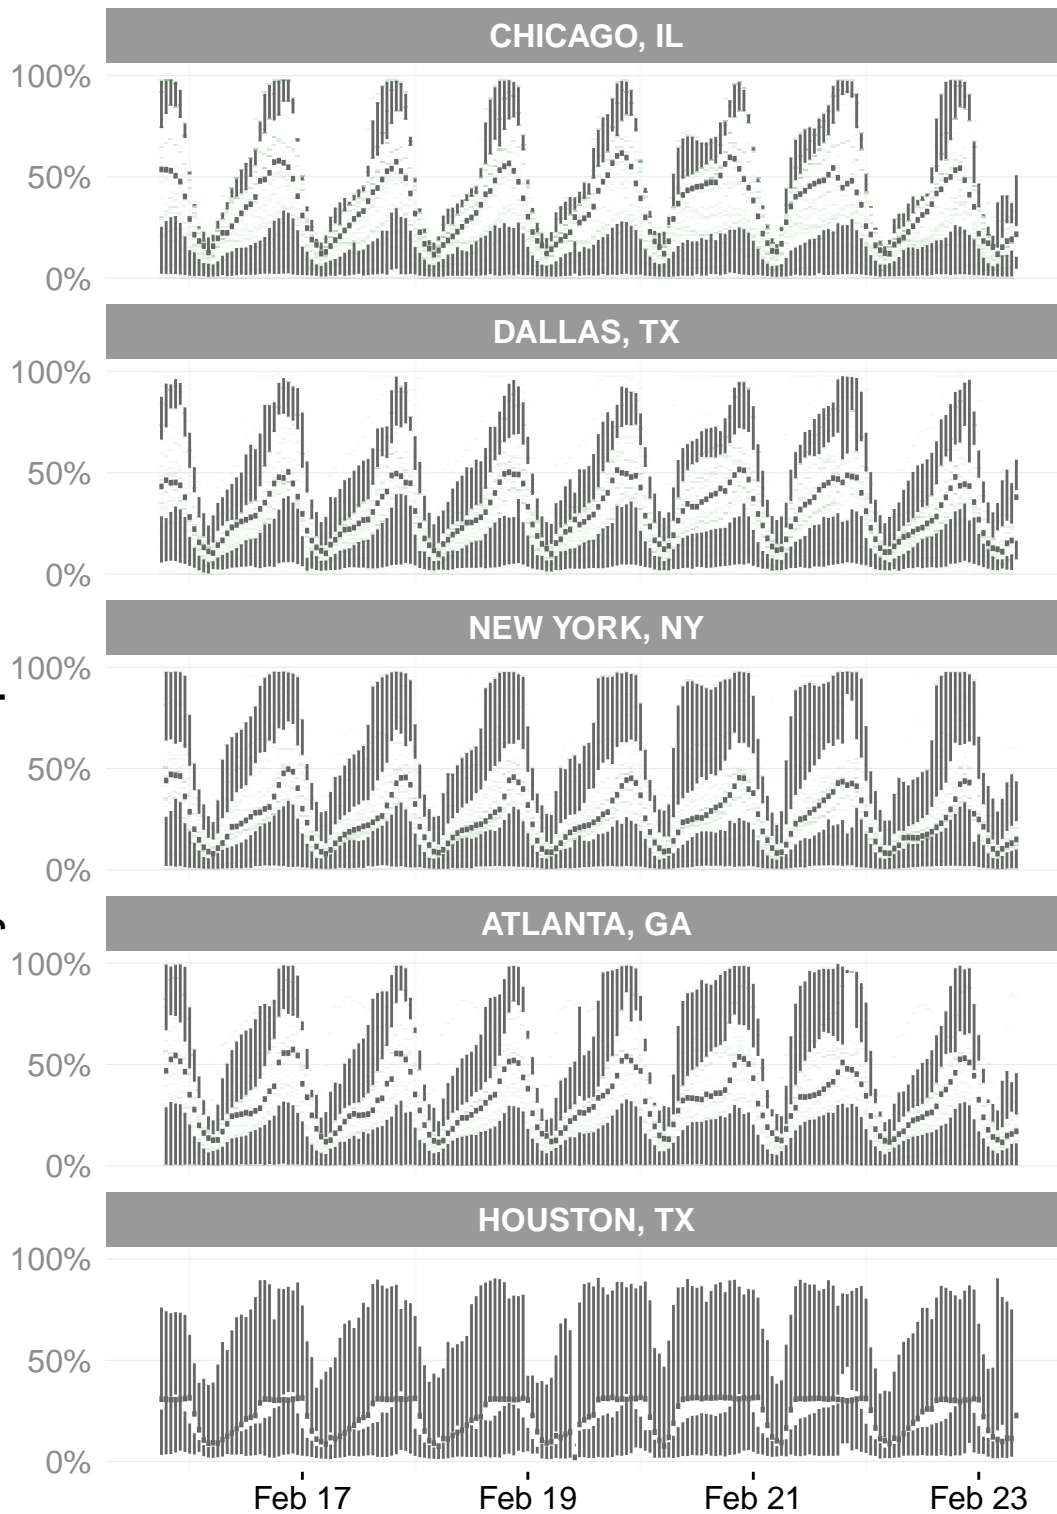 CHICAGO, IL
100%
50%
0%
DALLAS, TX
100%
50%
0%
NEW YORK, NY
100%
50%
0%
ATLANTA, GA
100%
50%
0%
HOUSTON, TX
100%
50%
0%
Feb 17 Feb 19 Feb 21 Feb 23